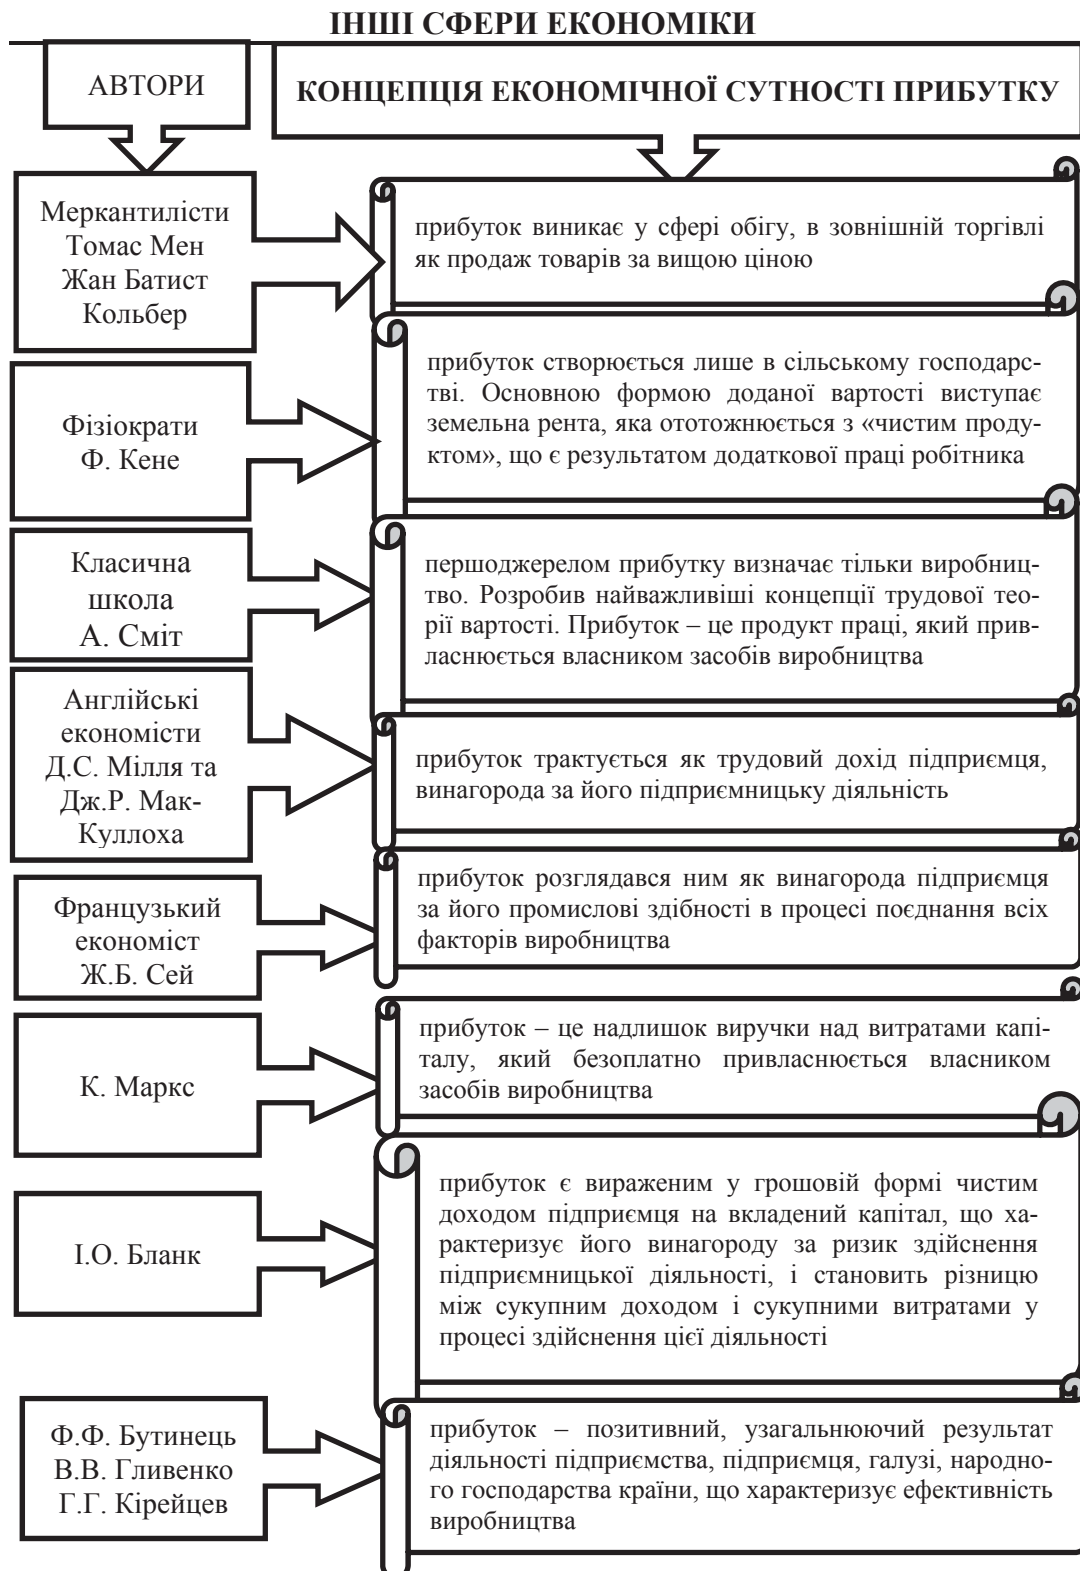 ІНШІ СФЕРИ ЕКОНОМІКИ
АВТОРИ
КОНЦЕПЦІЯ ЕКОНОМІЧНОЇ СУТНОСТІ ПРИБУТКУ
Меркантилісти
Томас Мен
Жан Батист
Кольбер
прибуток виникає у сфері обігу, в зовнішній торгівлі
як продаж товарів за вищою ціною
Фізіократи
Ф. Кене
прибуток створюється лише в сільському господарс-
тві. Основною формою доданої вартості виступає
земельна рента, яка ототожнюється з «чистим проду-
ктом», що є результатом додаткової праці робітника
Класична
школа
А. Сміт
першоджерелом прибутку визначає тільки виробниц-
тво. Розробив найважливіші концепції трудової тео-
рії вартості. Прибуток – це продукт праці, який прив-
ласнюється власником засобів виробництва
Англійські
економісти
Д.С. Мілля та
Дж.Р. Мак-
Куллоха
прибуток трактується як трудовий дохід підприємця,
винагорода за його підприємницьку діяльність
Французький
економіст
Ж.Б. Сей
прибуток розглядався ним як винагорода підприємця
за його промислові здібності в процесі поєднання всіх
факторів виробництва
К. Маркс
прибуток – це надлишок виручки над витратами капі-
талу, який безоплатно привласнюється власником
засобів виробництва
І.О. Бланк
прибуток є вираженим у грошовій формі чистим
доходом підприємця на вкладений капітал, що ха-
рактеризує його винагороду за ризик здійснення
підприємницької діяльності, і становить різницю
між сукупним доходом і сукупними витратами у
процесі здійснення цієї діяльності
Ф.Ф. Бутинець
В.В. Гливенко
Г.Г. Кірейцев
прибуток – позитивний, узагальнюючий результат
діяльності підприємства, підприємця, галузі, народно-
го господарства країни, що характеризує ефективність
виробництва